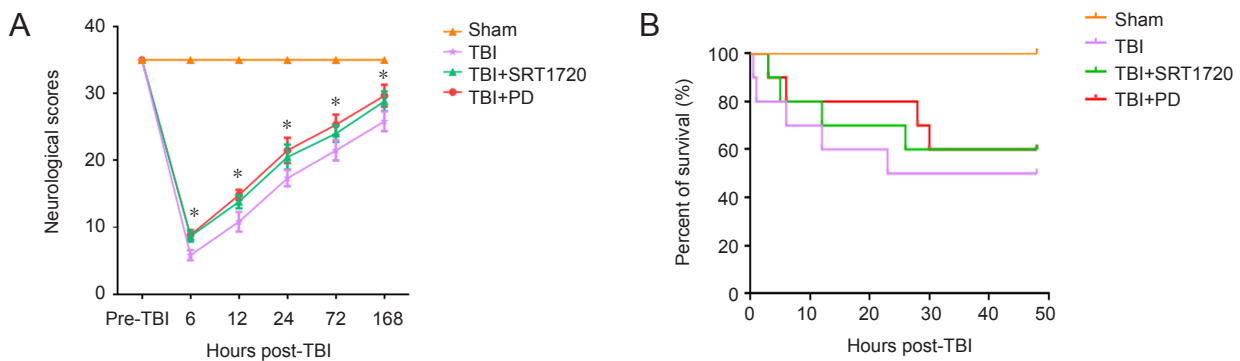 A
Neurological scores
40
30
20
10
0
Pre-TBI 6 12 24 72 168
Hours post-TBI
* * * * * *
Sham
TBI
TBI+SRT1720
TBI+PD
B
Percent of survival (%)
100
80
60
40
20
0
0 10 20 30 40 50
Hours post-TBI
Sham
TBI
TBI+SRT1720
TBI+PD